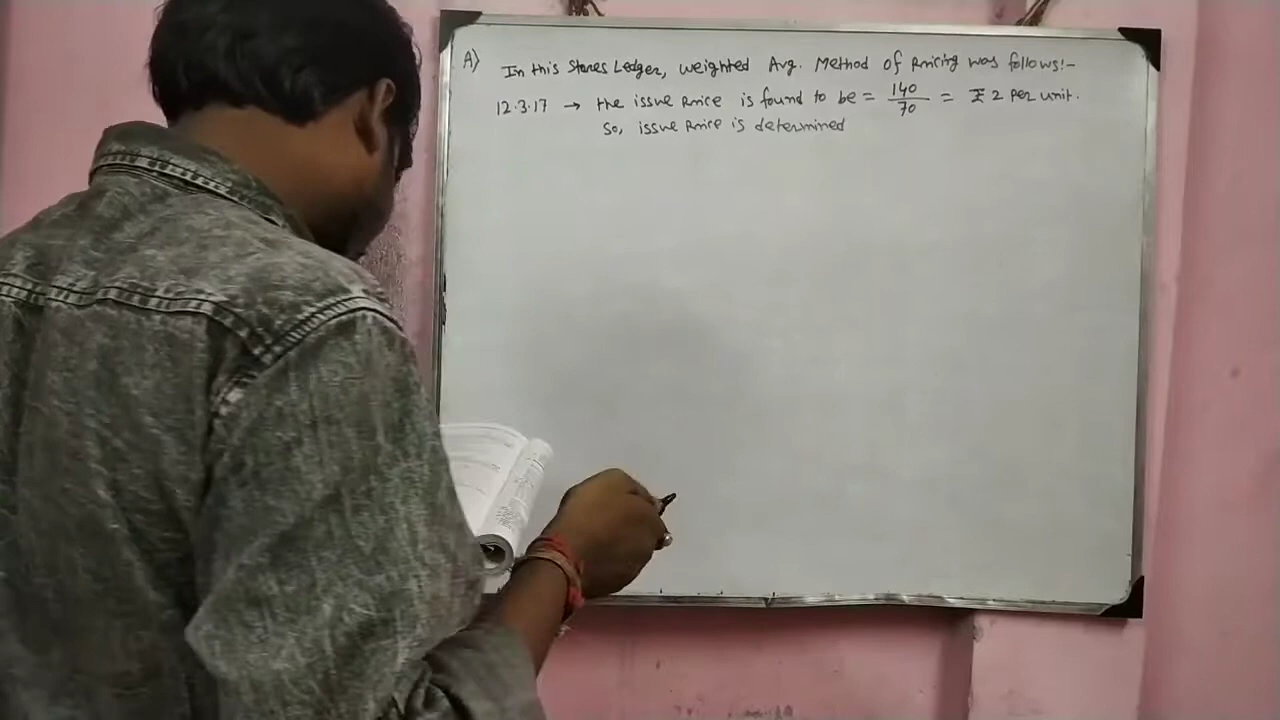 A) In this Stores Ledger, weighted Avg. Method of Pricing was follows:-
12.3.17 → the issue Price is found to be = 140/70 = ₹ 2 Per unit.
So, issue Price is determined